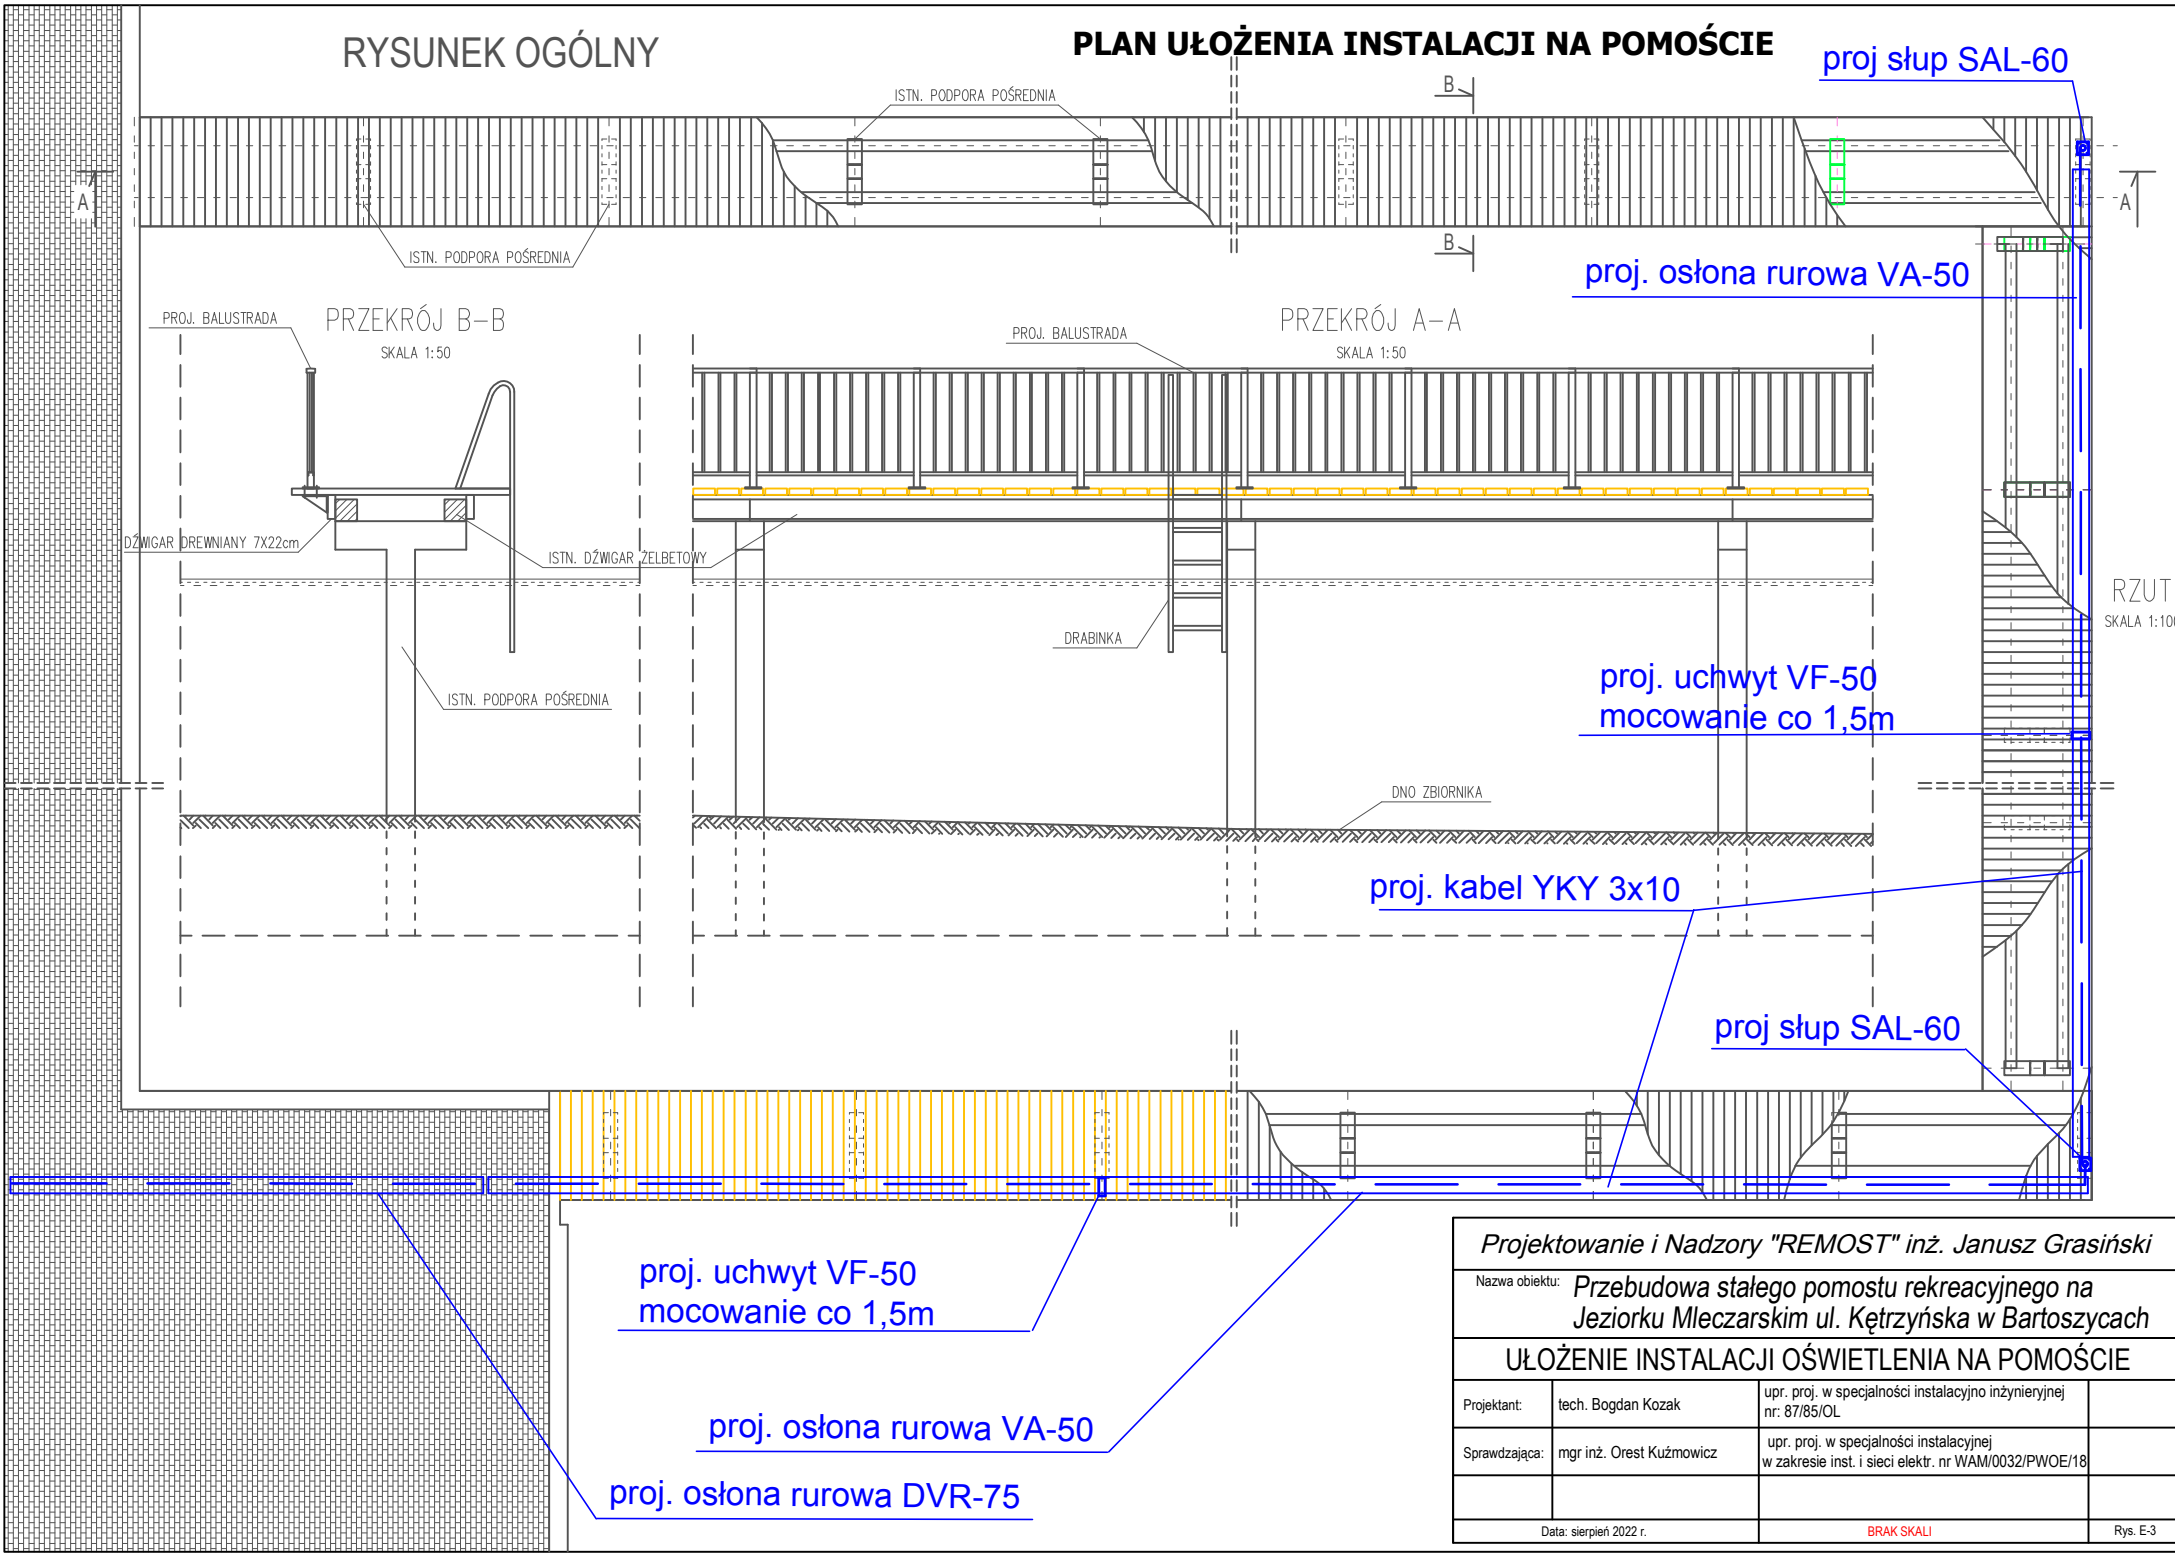 RYSUNEK OGÓLNY
PLAN UŁOŻENIA INSTALACJI NA POMOŚCIE
proj słup SAL-60
ISTN. PODPORA POŚREDNIA
B
A
A
ISTN. PODPORA POŚREDNIA
B
proj. osłona rurowa VA-50
PROJ. BALUSTRADA
PRZEKRÓJ B-B
SKALA 1:50
PROJ. BALUSTRADA
PRZEKRÓJ A-A
SKALA 1:50
DŹWIGAR DREWNIANY 7X22cm
ISTN. DŹWIGAR ŻELBETOWY
RZUT
SKALA 1:100
DRABINKA
ISTN. PODPORA POŚREDNIA
proj. uchwyt VF-50
mocowanie co 1,5m
DNO ZBIORNIKA
proj. kabel YKY 3x10
proj słup SAL-60
proj. uchwyt VF-50
mocowanie co 1,5m
proj. osłona rurowa VA-50
proj. osłona rurowa DVR-75
Projektowanie i Nadzory "REMOST" inż. Janusz Grasiński
Nazwa obiektu: Przebudowa stałego pomostu rekreacyjnego na
Jeziorku Mleczarskim ul. Kętrzyńska w Bartoszycach
UŁOŻENIE INSTALACJI OŚWIETLENIA NA POMOŚCIE
Projektant: tech. Bogdan Kozak upr. proj. w specjalności instalacyjno inżynieryjnej
nr: 87/85/OL
Sprawdzająca: mgr inż. Orest Kuźmowicz upr. proj. w specjalności instalacyjnej
w zakresie inst. i sieci elektr. nr WAM/0032/PWOE/18
Data: sierpień 2022 r. BRAK SKALI Rys. E-3